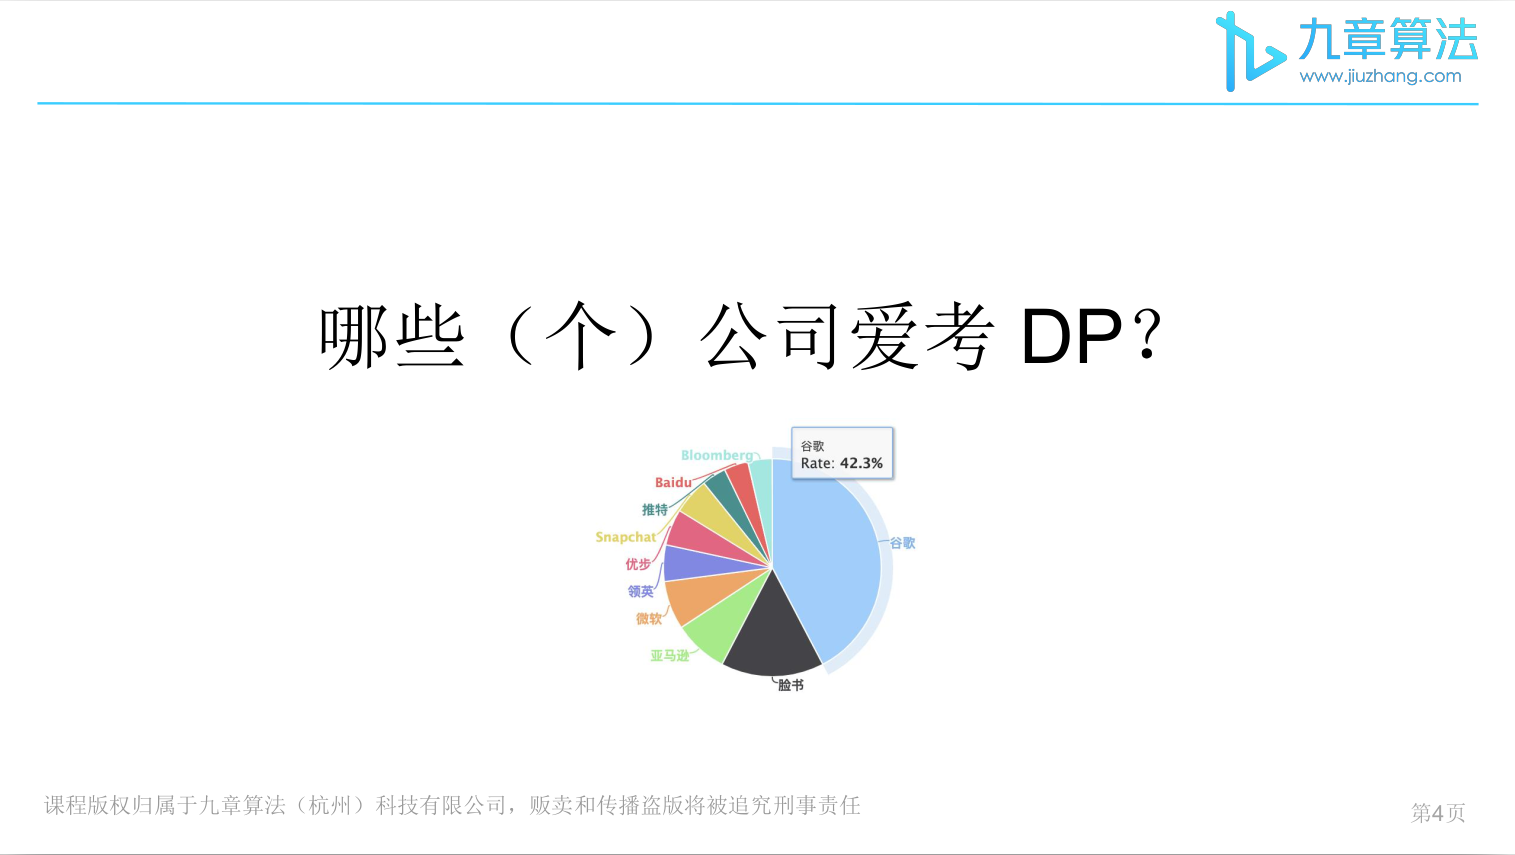 九章算法
www.jiuzhang.com
哪些（个）公司爱考 DP？
谷歌
Rate: 42.3%
Bloomberg
Baidu
推特
Snapchat
优步
领英
微软
亚马逊
脸书
谷歌
课程版权归属于九章算法（杭州）科技有限公司，贩卖和传播盗版将被追究刑事责任
第4页